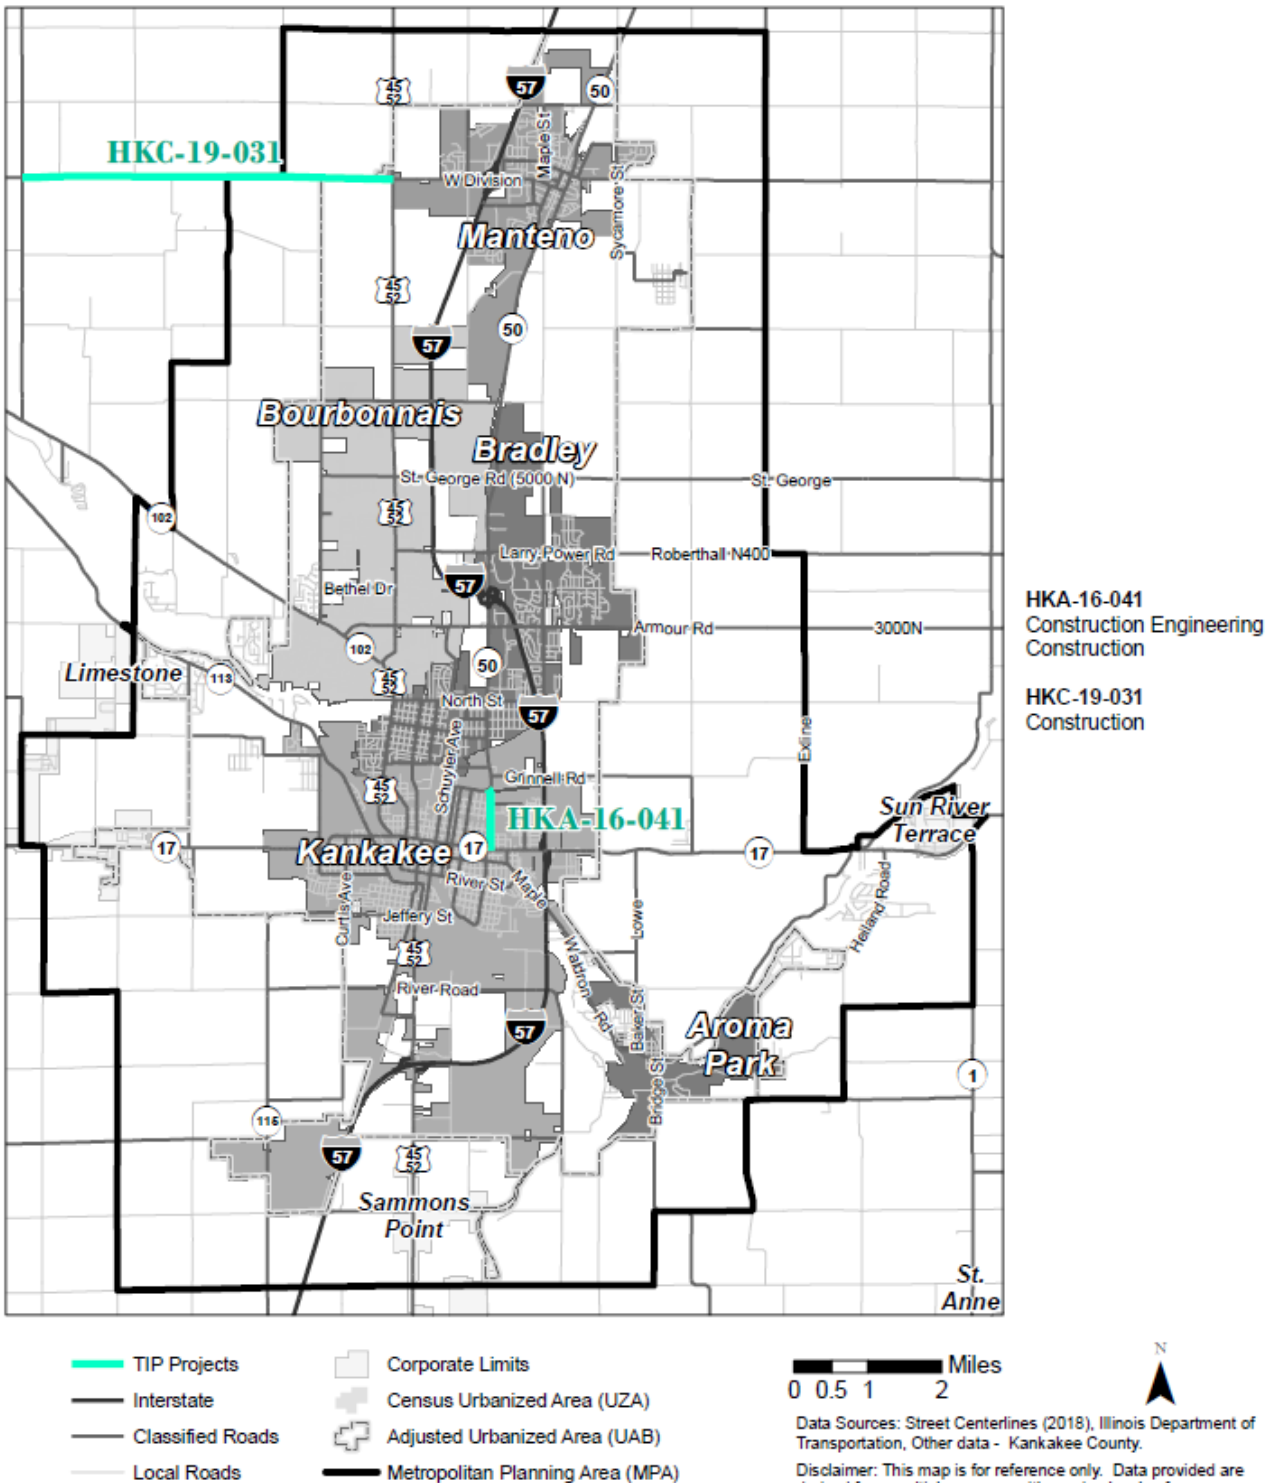 45
52
57
50
HKC-19-031
Maple St
W Division
Sycamore St
Manteno
45
52
50
57
Bourbonnais
Bradley
St. George Rd (5000 N)
St. George
45
52
102
Larry Power Rd
Roberthall N400
57
Bethel Dr
Armour Rd
3000N
102
50
Limestone
113
45
52
North St
57
Schuyler Ave
Exline
Grinnell Rd
45
52
HKA-16-041
Sun River
Terrace
17
Kankakee
17
17
River St
Maple
Curtis Ave
Jeffery St
Lowe
Heiland Road
45
52
Waldron Rd
River Road
Baker St
57
Aroma
Park
Bridge St
1
115
57
45
52
Sammons
Point
St.
Anne
HKA-16-041
Construction Engineering
Construction
HKC-19-031
Construction
TIP Projects
Interstate
Classified Roads
Local Roads
Corporate Limits
Census Urbanized Area (UZA)
Adjusted Urbanized Area (UAB)
Metropolitan Planning Area (MPA)
Miles
0 0.5 1 2
N
Data Sources: Street Centerlines (2018), Illinois Department of
Transportation, Other data - Kankakee County.
Disclaimer: This map is for reference only. Data provided are